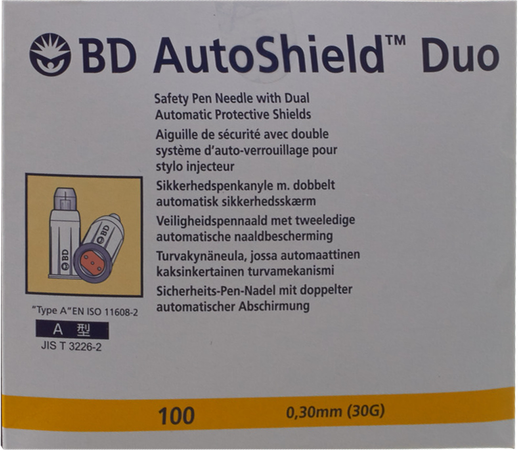 BD AutoShield™ Duo
Safety Pen Needle with Dual
Automatic Protective Shields
Aiguille de sécurité avec double
système d'auto-verrouillage pour
stylo injecteur
Sikkerhedspenkanyle m. dobbelt
automatisk sikkerhedsskærm
Veiligheidspennaald met tweeledige
automatische naaldbescherming
Turvakynäneula, jossa automaattinen
kaksinkertainen turvamekanismi
Sicherheits-Pen-Nadel mit doppelter
automatischer Abschirmung
BD
BD
"Type A"EN ISO 11608-2
A 型
JIS T 3226-2
100
0,30mm (30G)